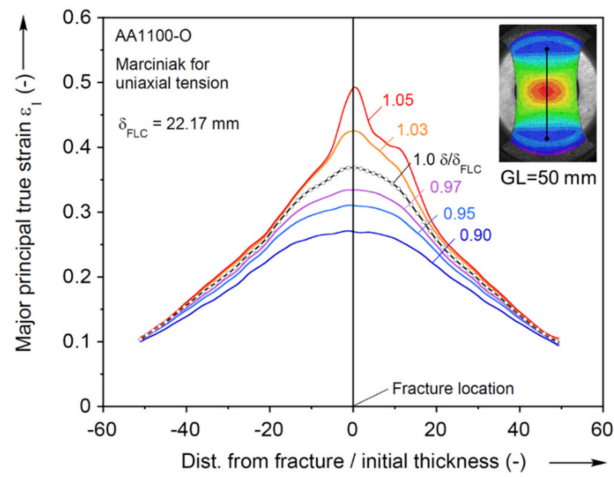 AA1100-O
Marciniak for
uniaxial tension
δFLC = 22.17 mm
1.05
1.03
1.0 δ/δFLC
0.97
0.95
0.90
GL=50 mm
Fracture location
Major principal true strain εI (-)
0.6
0.5
0.4
0.3
0.2
0.1
0
-60
-40
-20
0
20
40
60
Dist. from fracture / initial thickness (-)